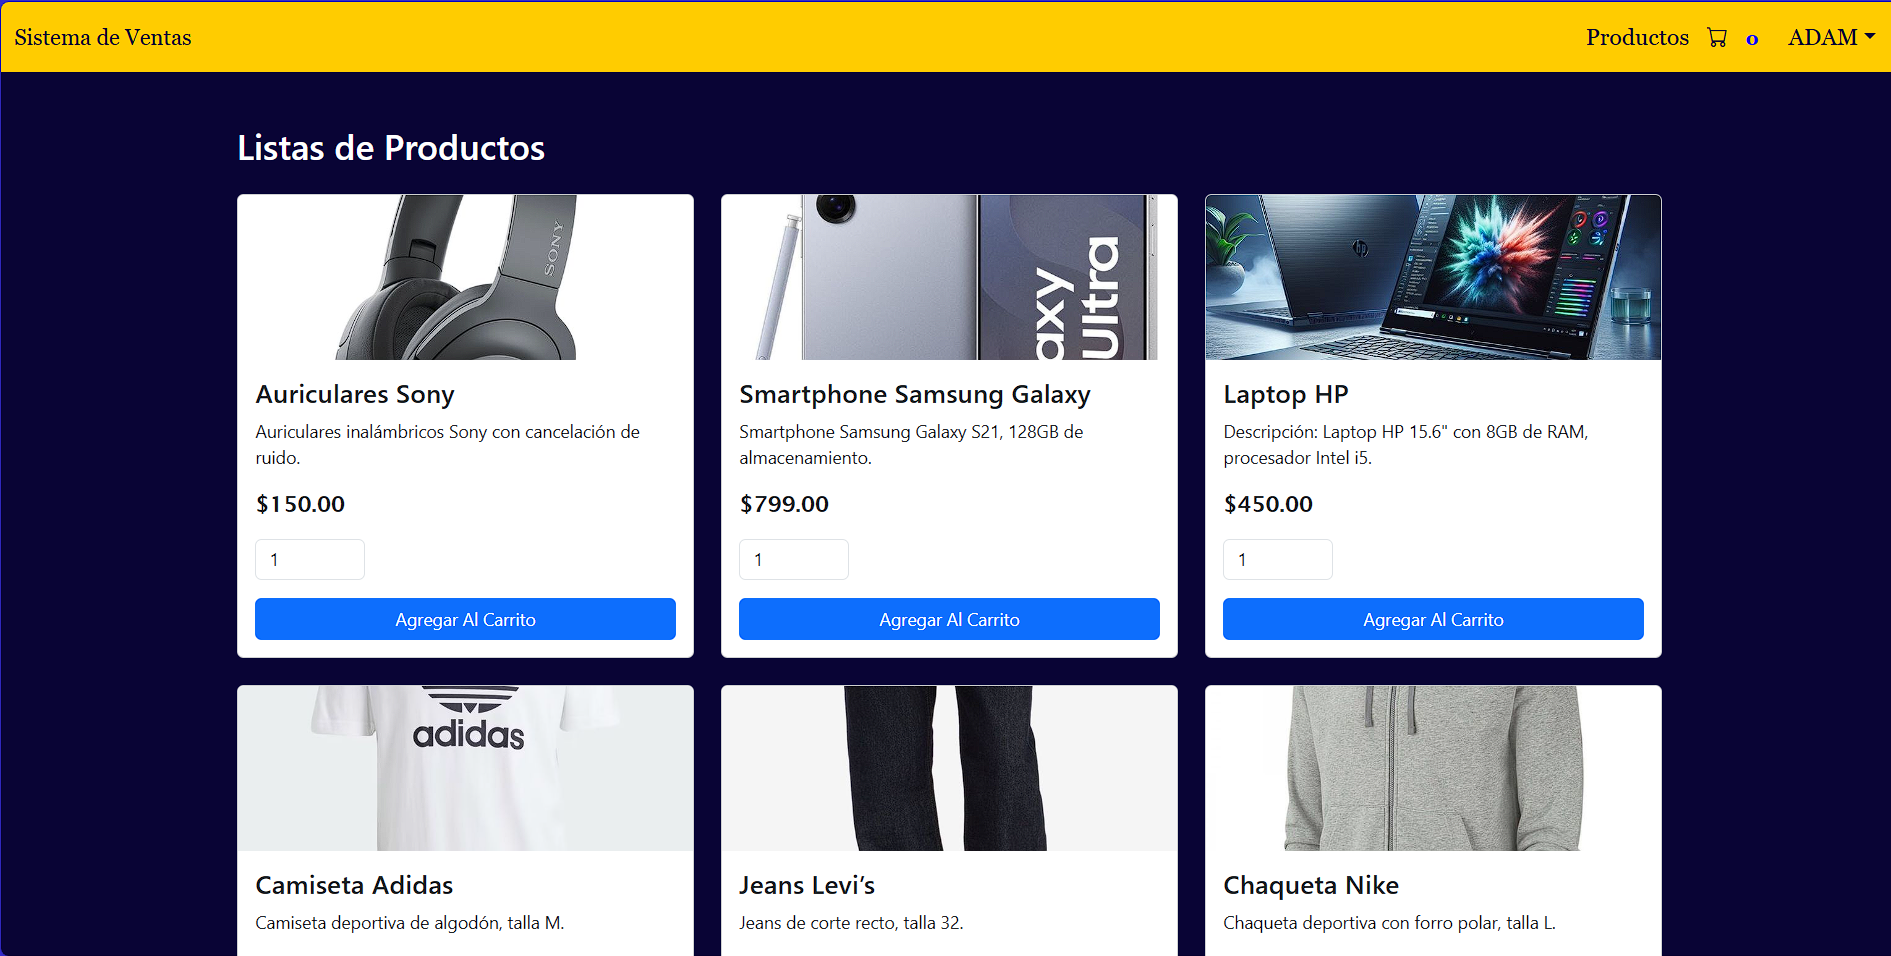 Sistema de Ventas
Productos 0 ADAM
Listas de Productos
SONY
axy
Ultra
hp
Auriculares Sony
Auriculares inalámbricos Sony con cancelación de
ruido.
$150.00
1
Agregar Al Carrito
Smartphone Samsung Galaxy
Smartphone Samsung Galaxy S21, 128GB de
almacenamiento.
$799.00
1
Agregar Al Carrito
Laptop HP
Descripción: Laptop HP 15.6" con 8GB de RAM,
procesador Intel i5.
$450.00
1
Agregar Al Carrito
adidas
Camiseta Adidas
Camiseta deportiva de algodón, talla M.
Jeans Levi’s
Jeans de corte recto, talla 32.
Chaqueta Nike
Chaqueta deportiva con forro polar, talla L.